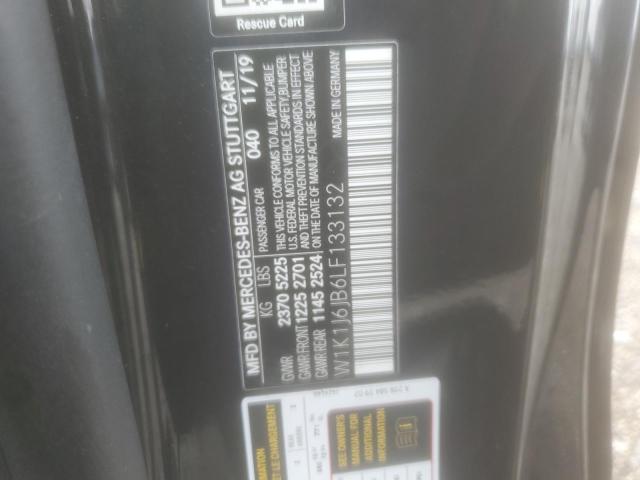 Rescue Card
MFD BY MERCEDES-BENZ AG STUTTGART
PASSENGER CAR 040 11/19
KG LBS
GVWR 2370 5225
GAWR FRONT 1225 2701
GAWR REAR 1145 2524
THIS VEHICLE CONFORMS TO ALL APPLICABLE
U.S. FEDERAL MOTOR VEHICLE SAFETY, BUMPER
AND THEFT PREVENTION STANDARDS IN EFFECT
ON THE DATE OF MANUFACTURE SHOWN ABOVE
W1K1J6JB6LF133132
MADE IN GERMANY
SEE OWNER'S
MANUAL FOR
ADDITIONAL
INFORMATION
ET LE CHARGEMENT